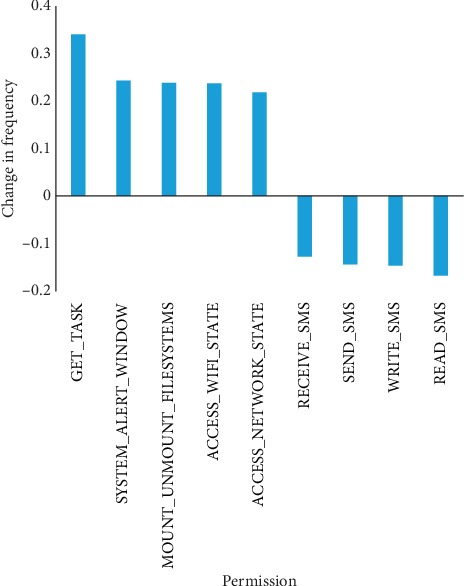 0.4
0.3
0.2
0.1
0
−0.1
−0.2
Change in frequency
GET_TASK
SYSTEM_ALERT_WINDOW
MOUNT_UNMOUNT_FILESYSTEMS
ACCESS_WIFI_STATE
ACCESS_NETWORK_STATE
RECEIVE_SMS
SEND_SMS
WRITE_SMS
READ_SMS
Permission